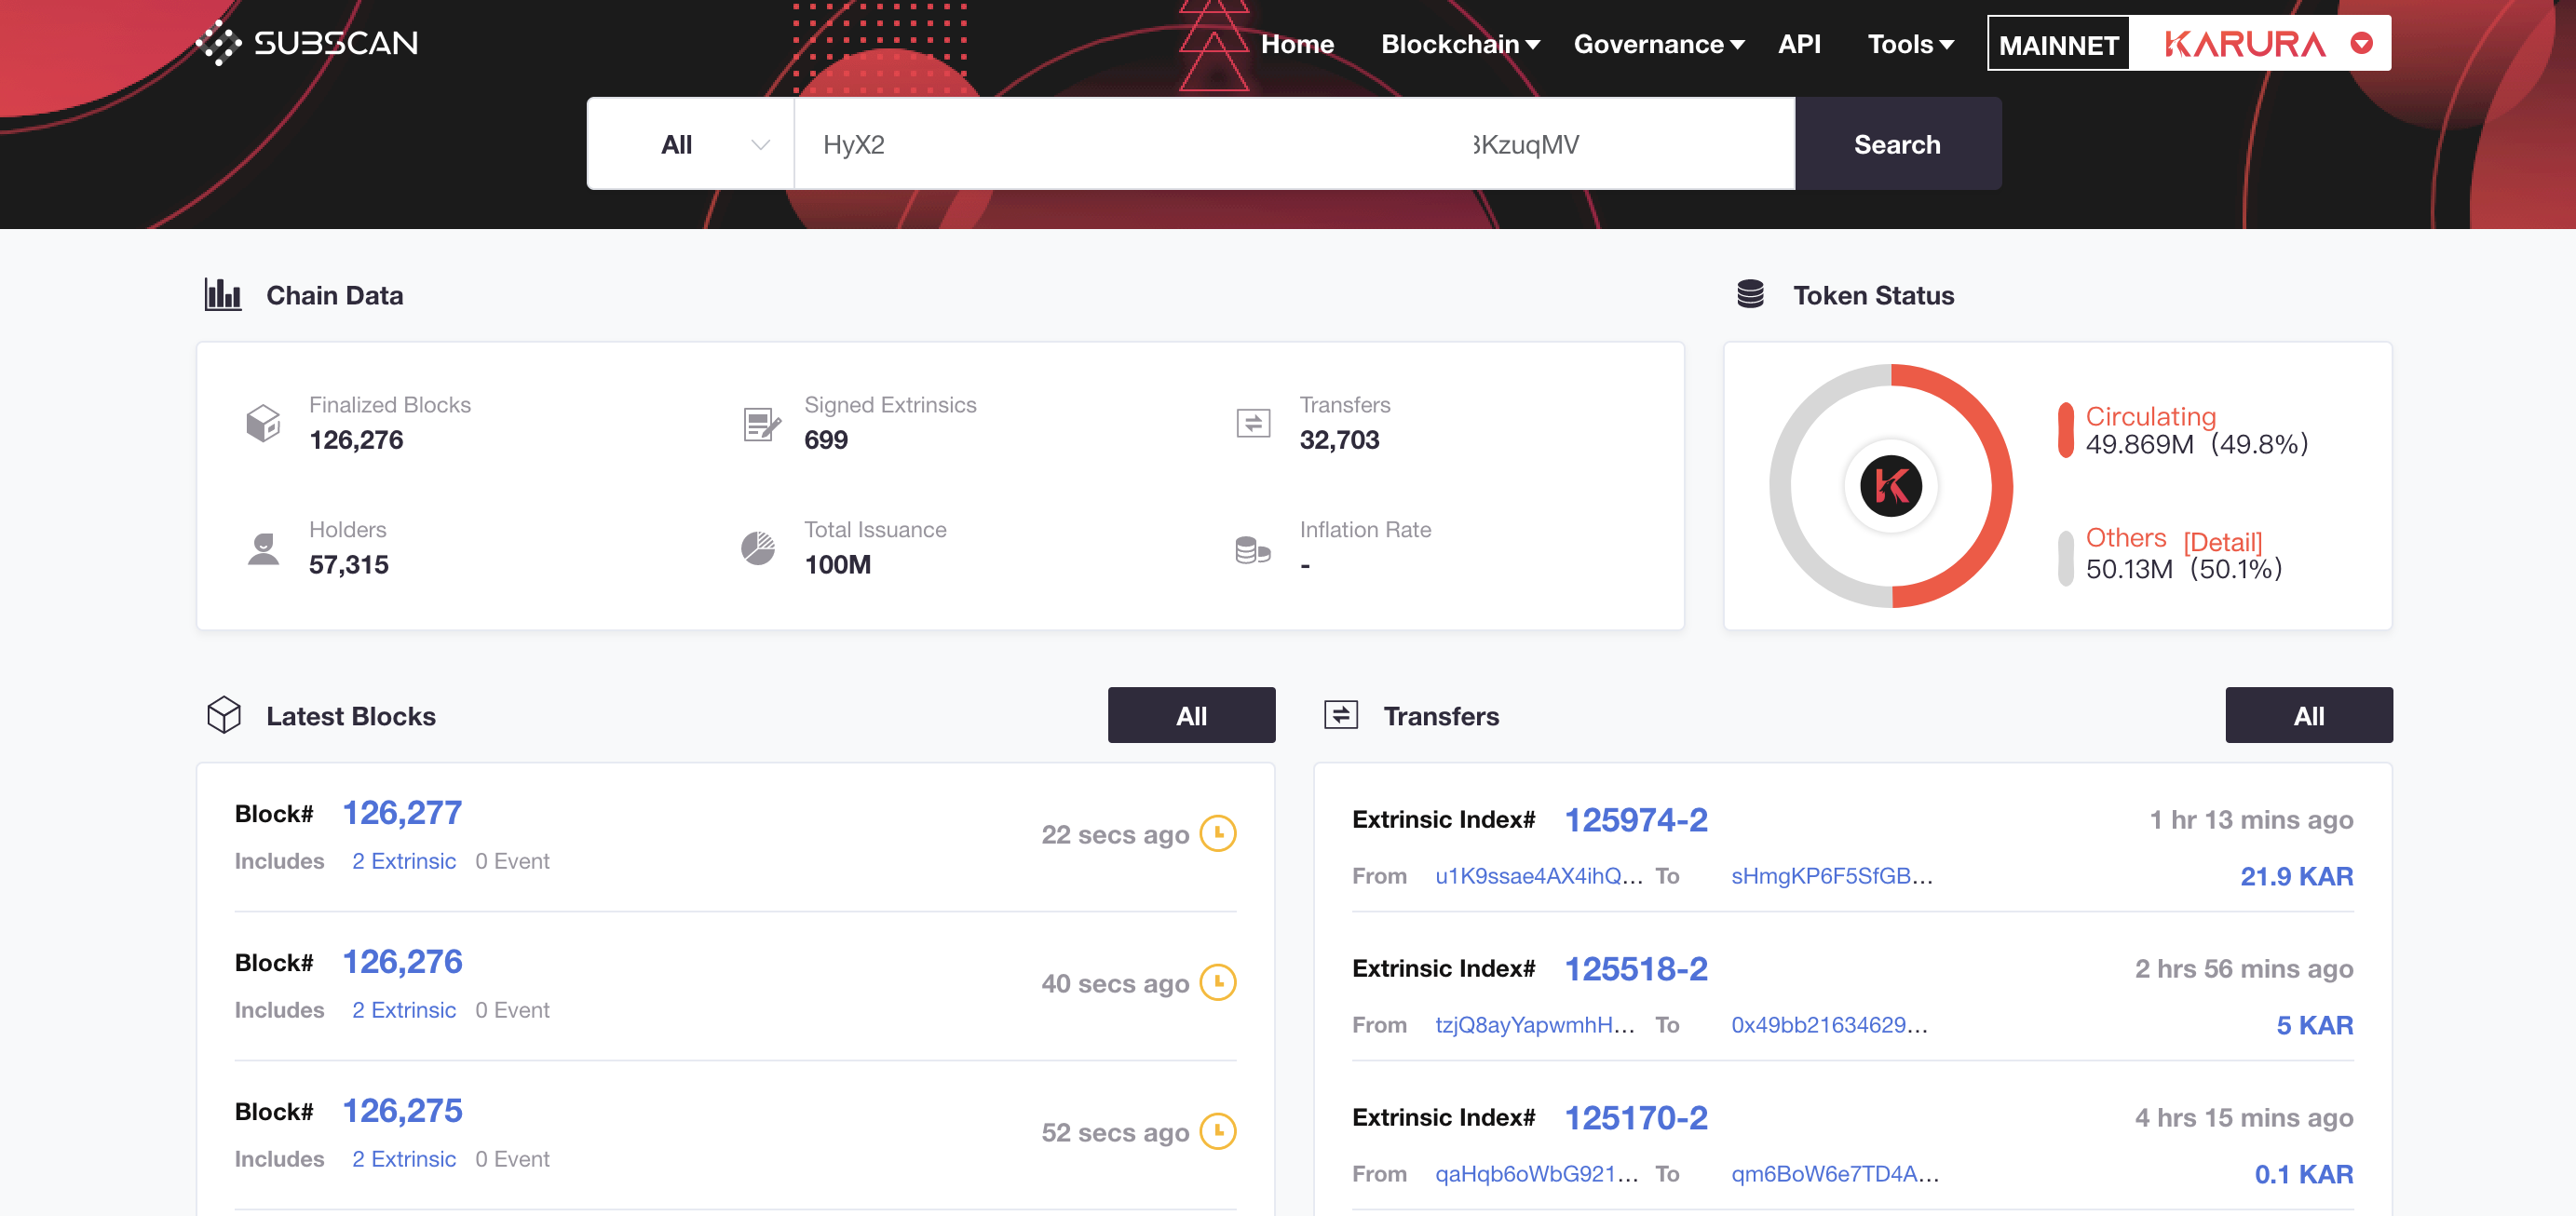 SUBSCAN
Home Blockchain Governance API Tools MAINNET KARURA
All HyX2 3KzuqMV Search
Chain Data
Finalized Blocks
126,276
Signed Extrinsics
699
Transfers
32,703
Holders
57,315
Total Issuance
100M
Inflation Rate
-
Token Status
Circulating
49.869M (49.8%)
Others [Detail]
50.13M (50.1%)
Latest Blocks All
Block# 126,277
22 secs ago
Includes 2 Extrinsic 0 Event
Block# 126,276
40 secs ago
Includes 2 Extrinsic 0 Event
Block# 126,275
52 secs ago
Includes 2 Extrinsic 0 Event
Transfers All
Extrinsic Index# 125974-2 1 hr 13 mins ago
From u1K9ssae4AX4ihQ... To sHmgKP6F5SfGB... 21.9 KAR
Extrinsic Index# 125518-2 2 hrs 56 mins ago
From tzjQ8ayYapwmhH... To 0x49bb21634629... 5 KAR
Extrinsic Index# 125170-2 4 hrs 15 mins ago
From qaHqb6oWbG921... To qm6BoW6e7TD4A... 0.1 KAR